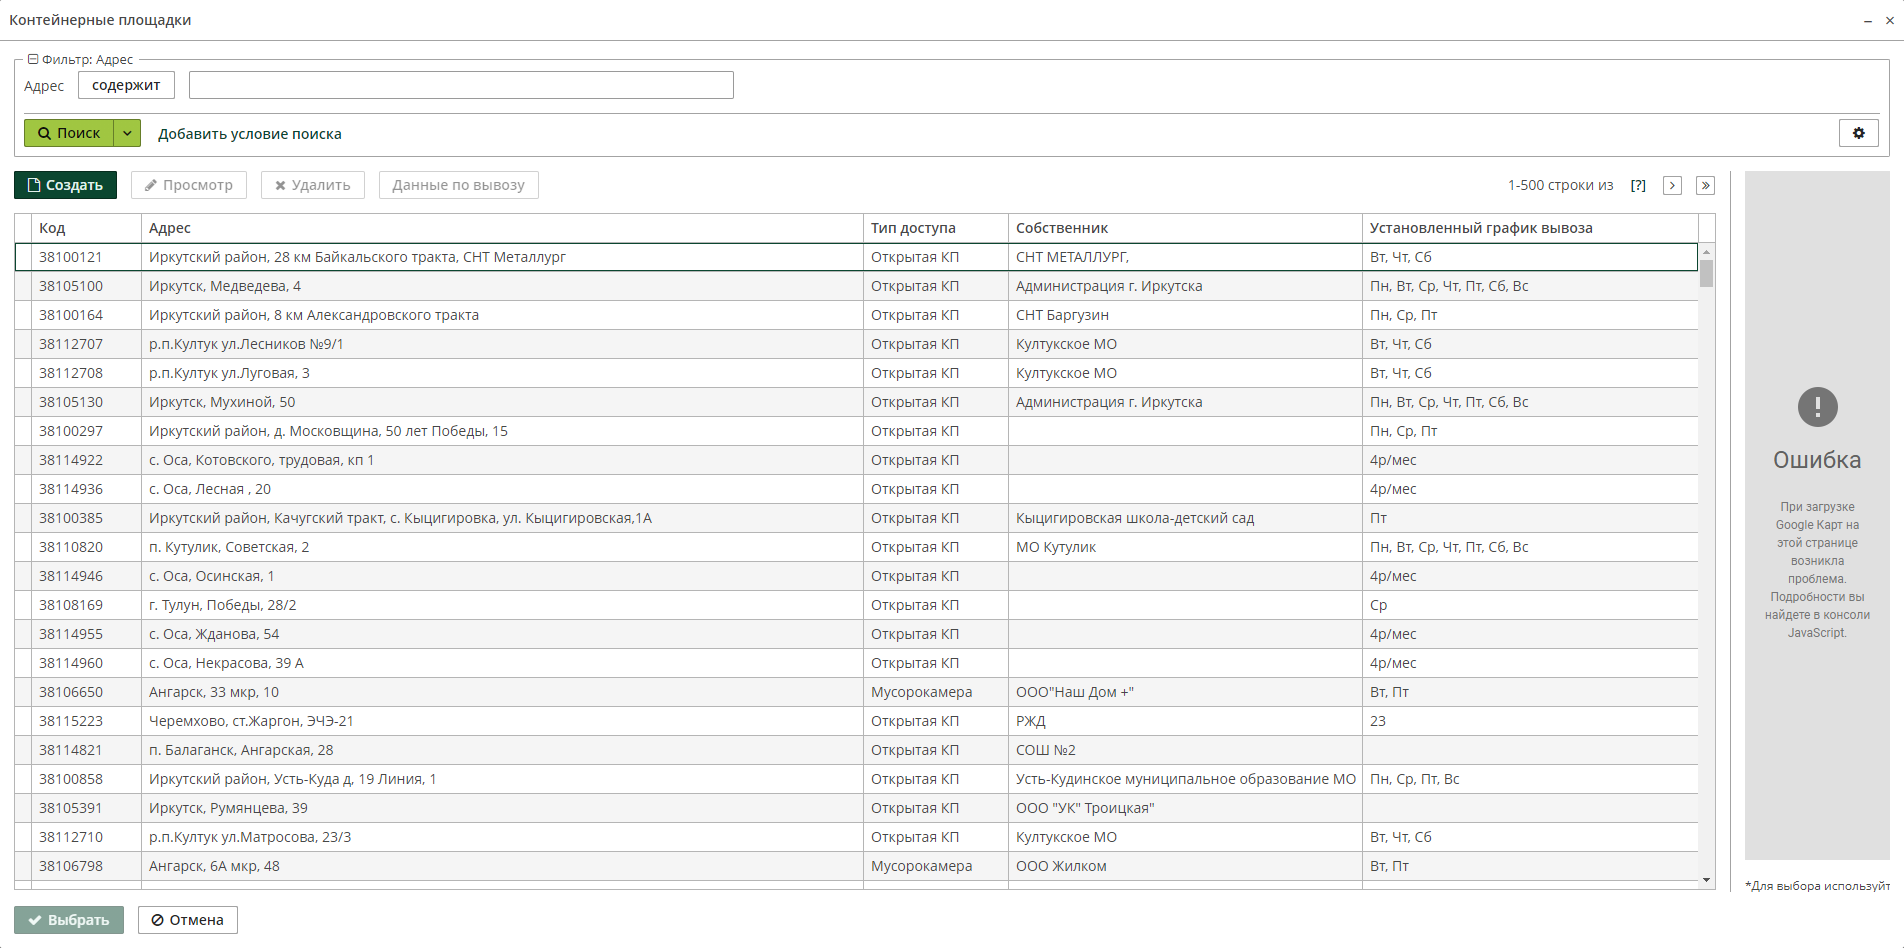 Контейнерные площадки
Фильтр: Адрес
Адрес содержит
Поиск Добавить условие поиска
Создать Просмотр Удалить Данные по вывозу 1-500 строки из [?]
Код Адрес Тип доступа Собственник Установленный график вывоза
38100121 Иркутский район, 28 км Байкальского тракта, СНТ Металлург Открытая КП СНТ МЕТАЛЛУРГ, Вт, Чт, Сб
38105100 Иркутск, Медведева, 4 Открытая КП Администрация г. Иркутска Пн, Вт, Ср, Чт, Пт, Сб, Вс
38100164 Иркутский район, 8 км Александровского тракта Открытая КП СНТ Баргузин Пн, Ср, Пт
38112707 р.п.Култук ул.Лесников №9/1 Открытая КП Култукское МО Вт, Чт, Сб
38112708 р.п.Култук ул.Луговая, 3 Открытая КП Култукское МО Вт, Чт, Сб
38105130 Иркутск, Мухиной, 50 Открытая КП Администрация г. Иркутска Пн, Вт, Ср, Чт, Пт, Сб, Вс
38100297 Иркутский район, д. Московщина, 50 лет Победы, 15 Открытая КП Пн, Ср, Пт
38114922 с. Оса, Котовского, трудовая, кп 1 Открытая КП 4р/мес
38114936 с. Оса, Лесная , 20 Открытая КП 4р/мес
38100385 Иркутский район, Качугский тракт, с. Кыцигировка, ул. Кыцигировская,1А Открытая КП Кыцигировская школа-детский сад Пт
38110820 п. Кутулик, Советская, 2 Открытая КП МО Кутулик Пн, Вт, Ср, Чт, Пт, Сб, Вс
38114946 с. Оса, Осинская, 1 Открытая КП 4р/мес
38108169 г. Тулун, Победы, 28/2 Открытая КП Ср
38114955 с. Оса, Жданова, 54 Открытая КП 4р/мес
38114960 с. Оса, Некрасова, 39 А Открытая КП 4р/мес
38106650 Ангарск, 33 мкр, 10 Мусорокамера ООО"Наш Дом +" Вт, Пт
38115223 Черемхово, ст.Жаргон, ЭЧЭ-21 Открытая КП РЖД 23
38114821 п. Балаганск, Ангарская, 28 Открытая КП СОШ №2
38100858 Иркутский район, Усть-Куда д, 19 Линия, 1 Открытая КП Усть-Кудинское муниципальное образование МО Пн, Ср, Пт, Вс
38105391 Иркутск, Румянцева, 39 Открытая КП ООО "УК" Троицкая"
38112710 р.п.Култук ул.Матросова, 23/3 Открытая КП Култукское МО Вт, Чт, Сб
38106798 Ангарск, 6А мкр, 48 Мусорокамера ООО Жилком Вт, Пт
Ошибка
При загрузке
Google Карт на
этой странице
возникла
проблема.
Подробности вы
найдете в консоли
JavaScript.
*Для выбора используйт
Выбрать Отмена